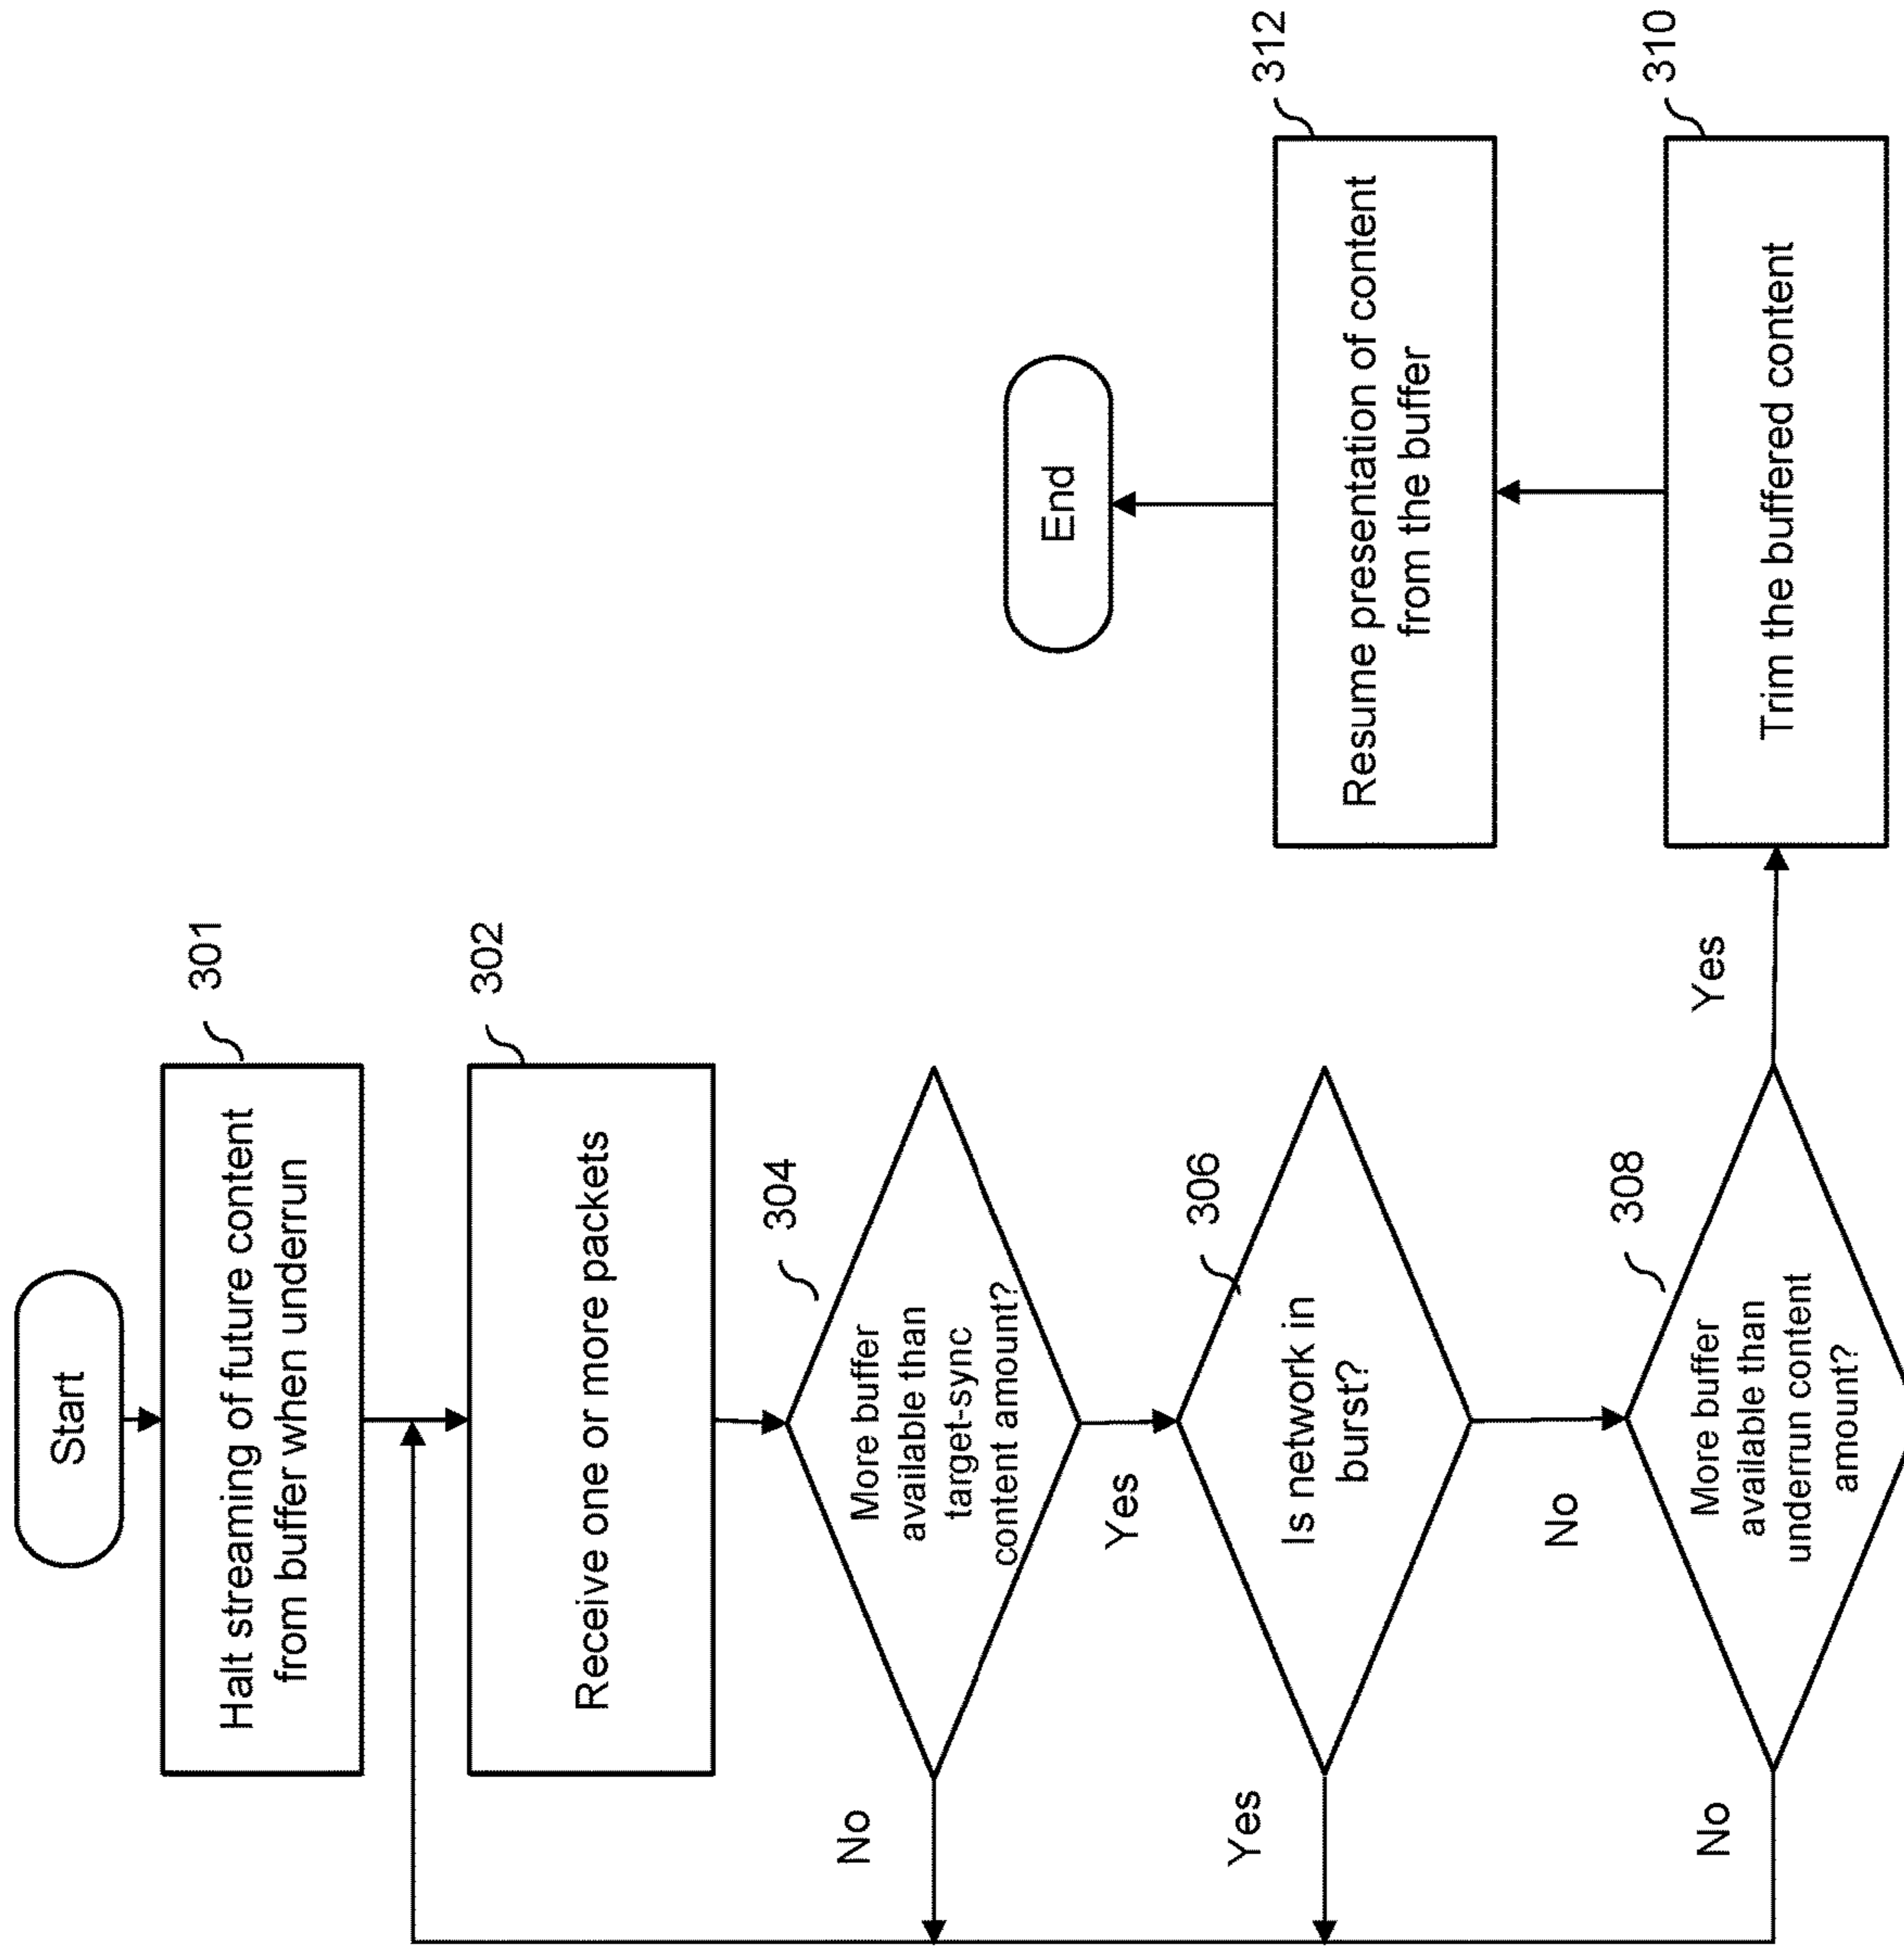 Start
301
Halt streaming of future content
from buffer when underrun
302
Receive one or more packets
304
More buffer
available than
target-sync
content amount?
No
Yes
306
Is network in
burst?
Yes
No
308
More buffer
available than
underrun content
amount?
No
Yes
310
Trim the buffered content
312
Resume presentation of content
from the buffer
End